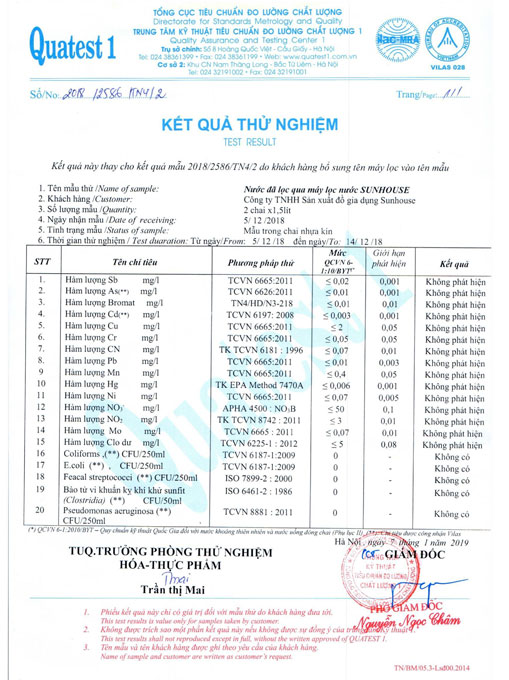 TỔNG CỤC TIÊU CHUẨN ĐO LƯỜNG CHẤT LƯỢNG
Directorate for Standards Metrology and Quality
TRUNG TÂM KỸ THUẬT TIÊU CHUẨN ĐO LƯỜNG CHẤT LƯỢNG 1
Quality Assurance and Testing Center 1
Trụ sở chính: Số 8 Hoàng Quốc Việt - Cầu Giấy - Hà Nội
Tel: 024 38361399 * Fax: 024 38361199 * Web: www.quatest1.com.vn
Cơ sở 2: Khu CN Nam Thăng Long - Bắc Từ Liêm - Hà Nội
Tel: 024 32191002 - Fax: 024 32191001
Quatest 1
ilac-MRA
BUREAU OF ACCREDITATION
VIETNAM
VILAS 028
Số/No: 2018/2586/TN4/2 Trang/Page: 1/1
KẾT QUẢ THỬ NGHIỆM
TEST RESULT
Kết quả này thay cho kết quả mẫu 2018/2586/TN4/2 do khách hàng bổ sung tên máy lọc vào tên mẫu
1. Tên mẫu thử /Name of sample: Nước đã lọc qua máy lọc nước SUNHOUSE
2. Khách hàng /Customer: Công ty TNHH Sản xuất đồ gia dụng Sunhouse
3. Số lượng mẫu/Quantity: 2 chai x1,5lit
4. Ngày nhận mẫu/ Date of receiving: 5/ 12 /2018
5. Tình trạng mẫu/ Status of sample: Mẫu trong chai nhựa kín
6. Thời gian thử nghiệm / Test duaration: Từ ngày/From: 5/ 12 /18 đến ngày/To: 14/ 12 /18
STT Tên chỉ tiêu Phương pháp thử Mức QCVN 6-1:10/BYT(*) Giới hạn phát hiện Kết quả
1. Hàm lượng Sb mg/l TCVN 6665:2011 ≤ 0,02 0,001 Không phát hiện
2. Hàm lượng As(**) mg/l TCVN 6626:2011 ≤ 0,01 0,001 Không phát hiện
3. Hàm lượng Bromat mg/l TN4/HD/N3-218 ≤ 0,01 0,01 Không phát hiện
4. Hàm lượng Cd(**) mg/l TCVN 6197: 2008 ≤ 0,003 0,001 Không phát hiện
5. Hàm lượng Cu mg/l TCVN 6665:2011 ≤ 2 0,05 Không phát hiện
6. Hàm lượng Cr mg/l TCVN 6665:2011 ≤ 0,05 0,05 Không phát hiện
7. Hàm lượng CN mg/l TK TCVN 6181 : 1996 ≤ 0,07 0,01 Không phát hiện
8. Hàm lượng Pb mg/l TCVN 6665:2011 ≤ 0,01 0,003 Không phát hiện
9 Hàm lượng Mn mg/l TCVN 6665:2011 ≤ 0,4 0,05 Không phát hiện
10 Hàm lượng Hg mg/l TK EPA Method 7470A ≤ 0,006 0,001 Không phát hiện
11 Hàm lượng Ni mg/l TCVN 6665:2011 ≤ 0,07 0,005 Không phát hiện
12 Hàm lượng NO₃⁻ mg/l APHA 4500 : NO₃B ≤ 50 0,1 Không phát hiện
13 Hàm lượng NO₂ mg/l TK TCVN 8742 : 2011 ≤ 3 0,01 Không phát hiện
14 Hàm lượng Mo mg/l TCVN 6665 : 2011 ≤ 0,07 0,01 Không phát hiện
15 Hàm lượng Clo dư mg/l TCVN 6225-1 : 2012 ≤ 5 0,08 Không phát hiện
16 Coliforms ,(**) CFU/250ml TCVN 6187-1:2009 0 - Không có
17 E.coli (**) , CFU/250ml TCVN 6187-1:2009 0 - Không có
18 Feacal streptococci (**) CFU/250ml ISO 7899-2 : 2000 0 - Không có
19 Bào tử vi khuẩn kỵ khí khử sunfit (Clostridia) (**) CFU/50ml ISO 6461-2 : 1986 0 - Không có
20 Pseudomonas aeruginosa (**) CFU/250ml TCVN 8881 : 2011 0 - Không có
(*) QCVN 6-1:2010/BYT – Quy chuẩn kỹ thuật Quốc Gia đối với nước khoáng thiên nhiên và nước uống đóng chai (Phụ lục II) (**) Chỉ tiêu được công nhận Vilas
Hà Nội, ngày 7 tháng 1 năm 2019
TUQ.TRƯỞNG PHÒNG THỬ NGHIỆM
HÓA-THỰC PHẨM
Trần thị Mai
GIÁM ĐỐC
KỸ THUẬT
TIÊU CHUẨN ĐO LƯỜNG
CHẤT LƯỢNG 1
PHÓ GIÁM ĐỐC
Nguyễn Ngọc Châm
1. Phiếu kết quả này chỉ có giá trị đối với mẫu thử do khách hàng đưa tới.
This test results is value only for samples taken by customer.
2. Không được trích sao một phần kết quả này nếu không được sự đồng ý của trung tâm kỹ thuật 1.
This test results shall not reproduced except in full, without the written approved of QUATEST 1.
3. Tên mẫu và tên khách hàng được ghi theo yêu cầu của khách hàng.
Name of sample and customer are written as customer's request.
TN/BM/05.3-Lsđ00.2014